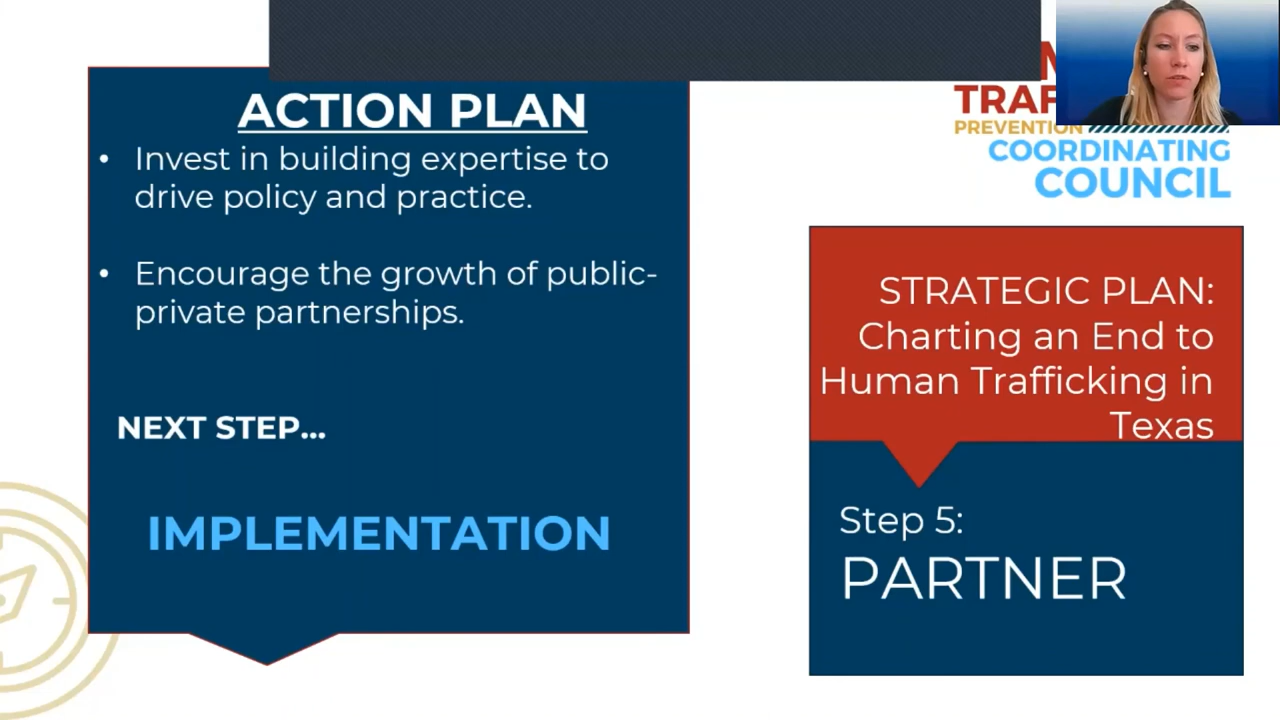 ACTION PLAN
• Invest in building expertise to
drive policy and practice.
• Encourage the growth of public-
private partnerships.
NEXT STEP...
IMPLEMENTATION
PREVENTION
COORDINATING
COUNCIL
STRATEGIC PLAN:
Charting an End to
Human Trafficking in
Texas
Step 5:
PARTNER